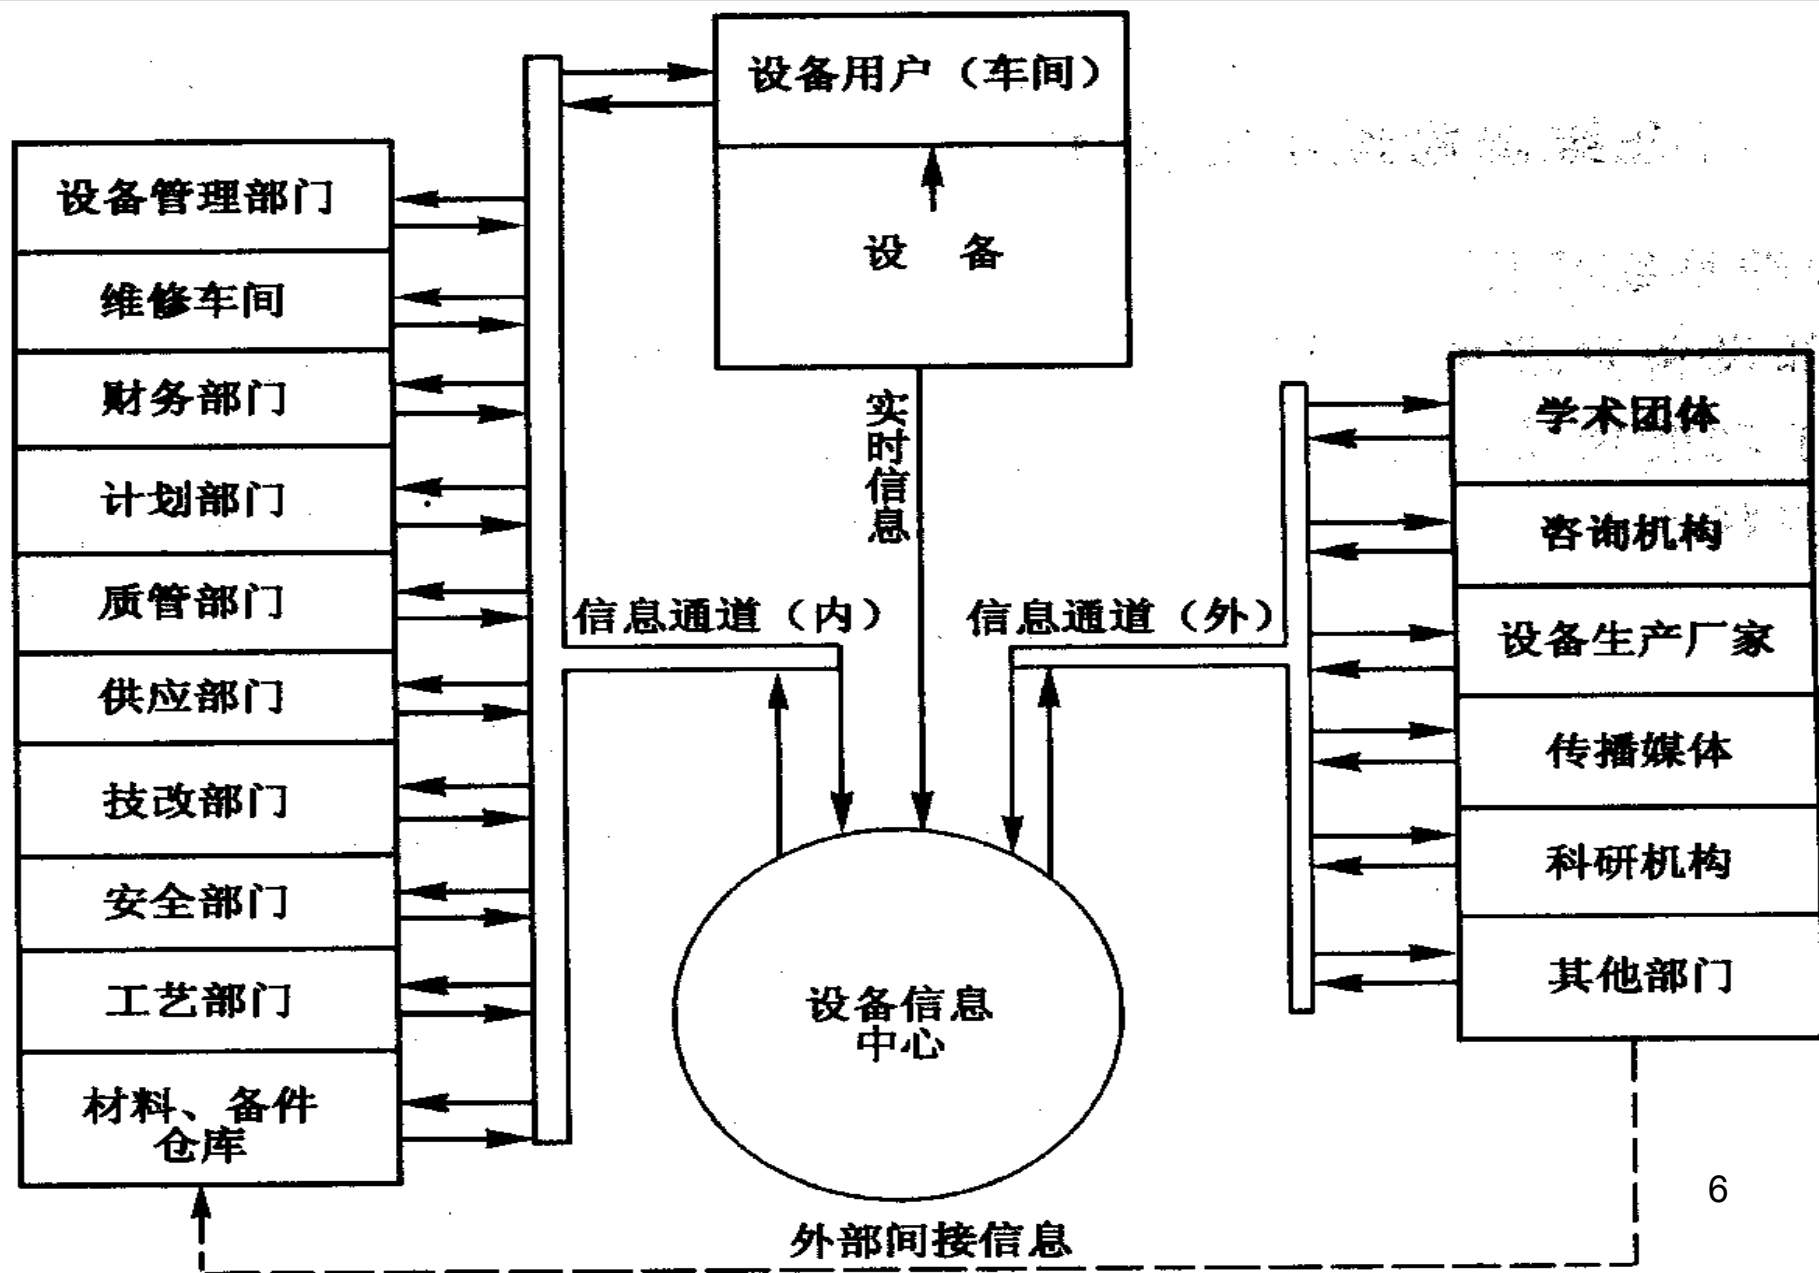 设备用户（车间）
设 备
设备管理部门
维修车间
财务部门
计划部门
质管部门
供应部门
技改部门
安全部门
工艺部门
材料、备件
仓库
实时信息
信息通道（内）
信息通道（外）
学术团体
咨询机构
设备生产厂家
传播媒体
科研机构
其他部门
设备信息
中心
外部间接信息
6